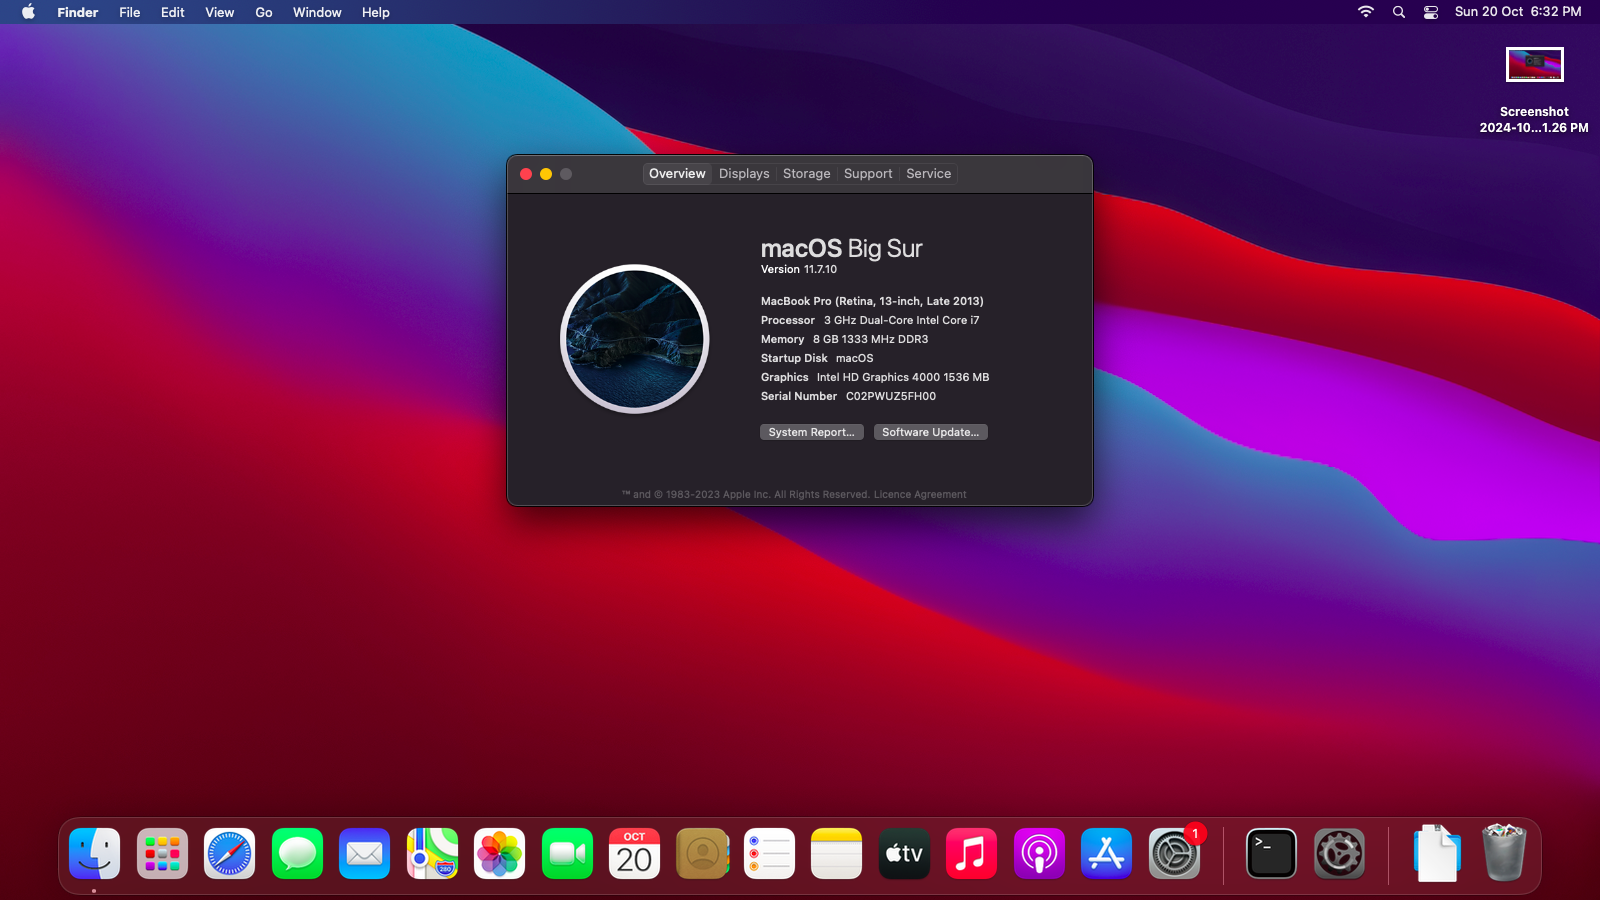 Finder File Edit View Go Window Help Sun 20 Oct 6:32 PM
Screenshot
2024-10...1.26 PM
Overview Displays Storage Support Service
macOS Big Sur
Version 11.7.10
MacBook Pro (Retina, 13-inch, Late 2013)
Processor 3 GHz Dual-Core Intel Core i7
Memory 8 GB 1333 MHz DDR3
Startup Disk macOS
Graphics Intel HD Graphics 4000 1536 MB
Serial Number C02PWUZ5FH00
System Report... Software Update...
™ and © 1983-2023 Apple Inc. All Rights Reserved. Licence Agreement
280
OCT
20
tv
1
>_